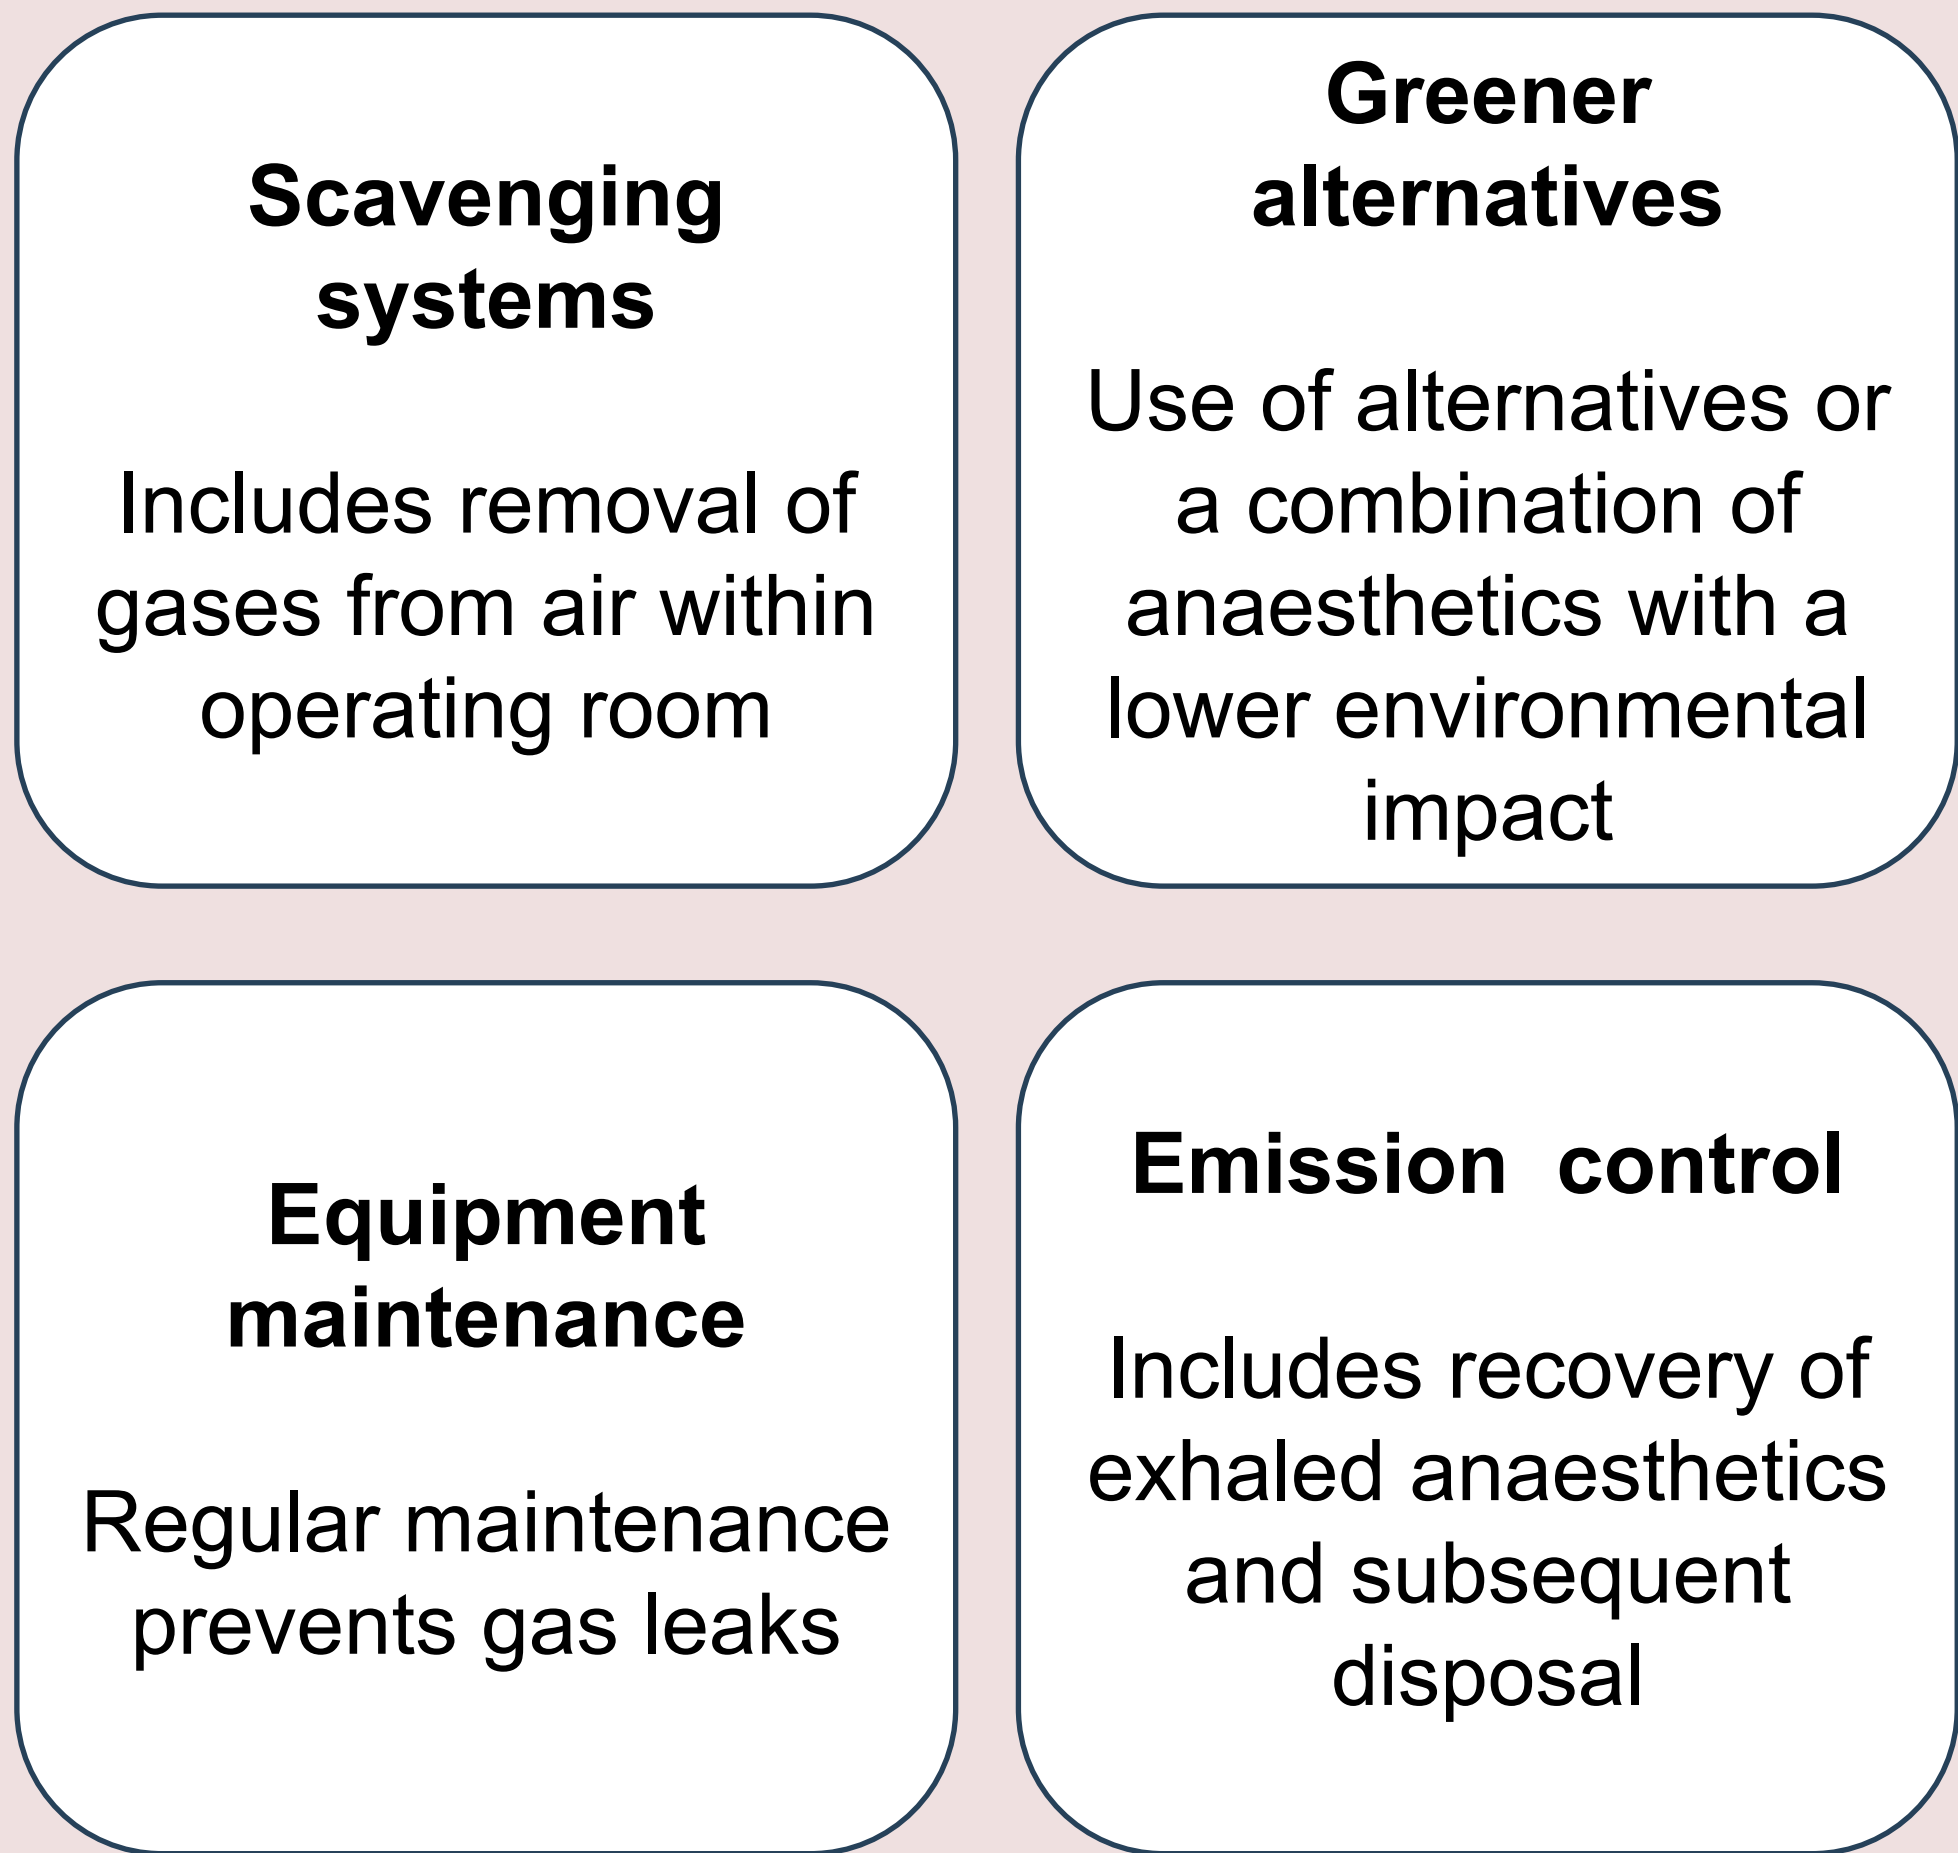 Scavenging
systems
Includes removal of
gases from air within
operating room
Greener
alternatives
Use of alternatives or
a combination of
anaesthetics with a
lower environmental
impact
Equipment
maintenance
Regular maintenance
prevents gas leaks
Emission  control
Includes recovery of
exhaled anaesthetics
and subsequent
disposal